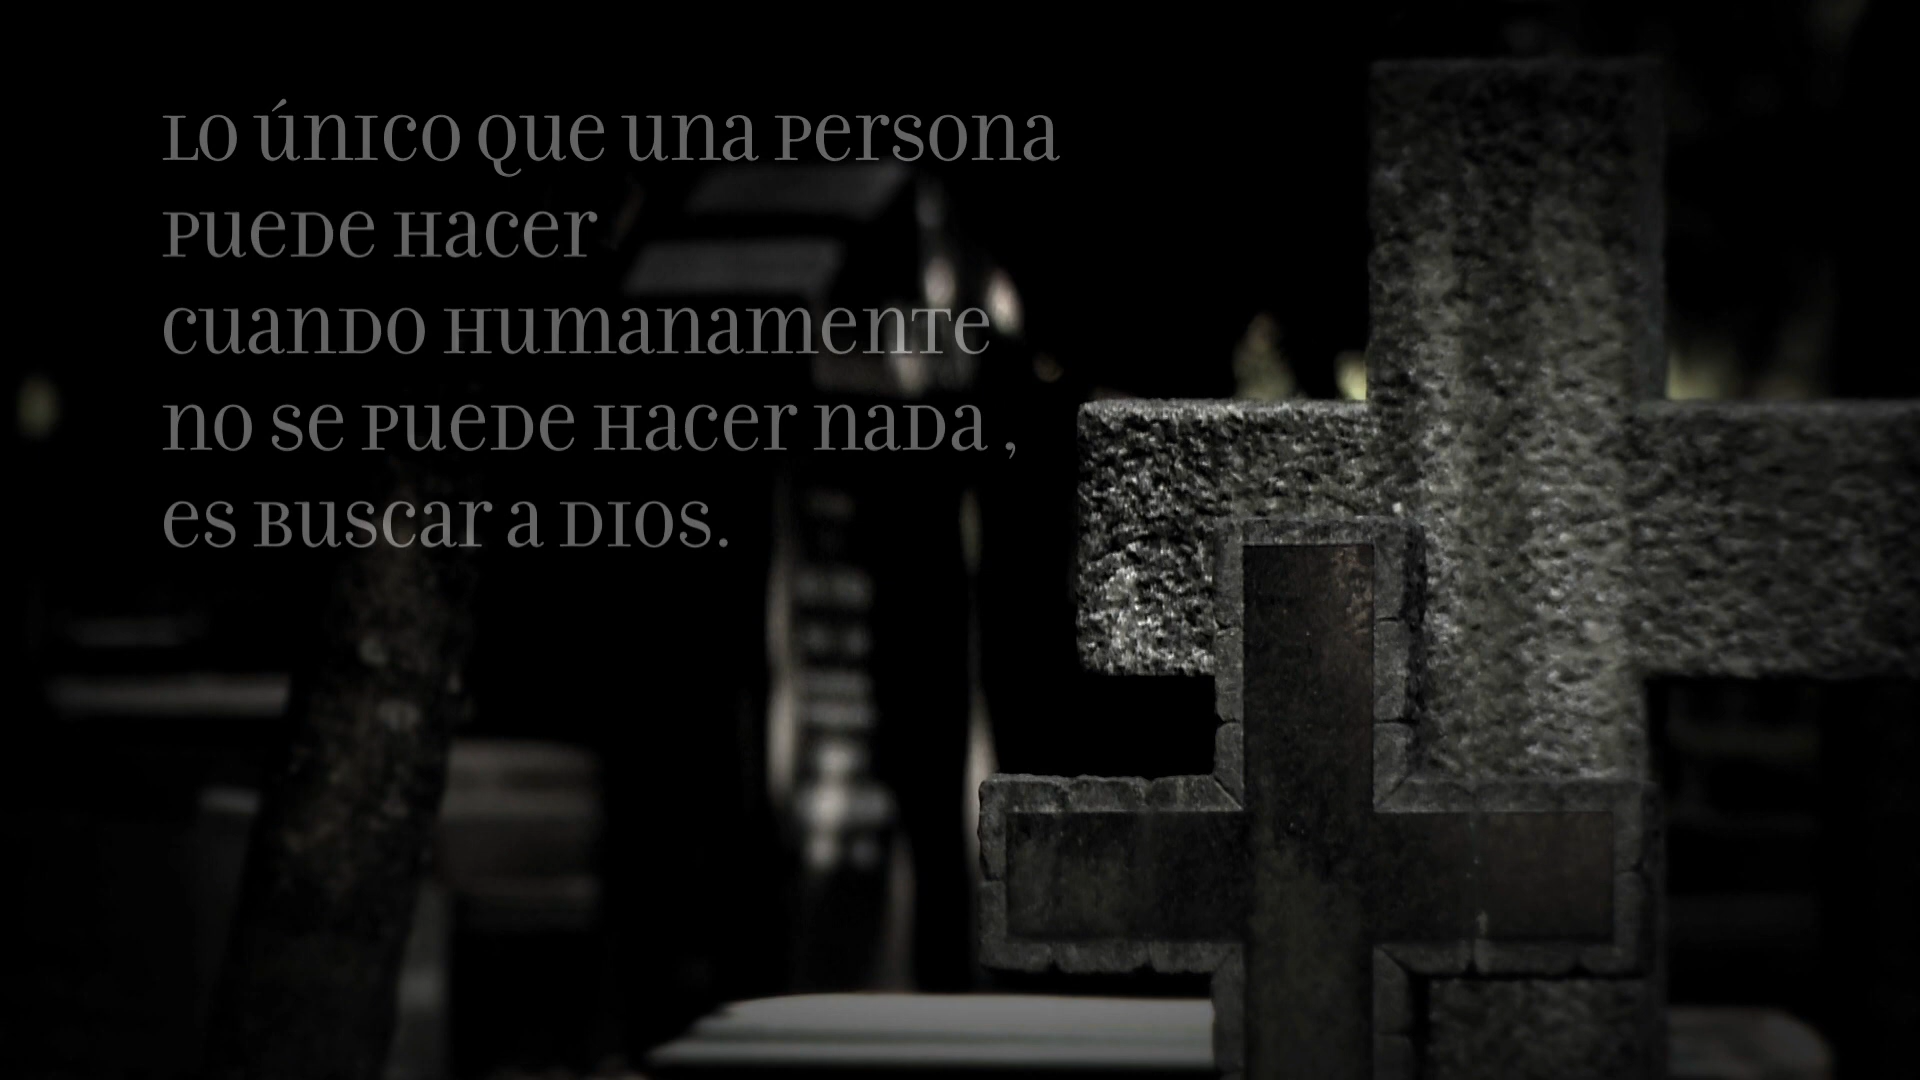 Lo único que una persona
puede hacer
cuando humanamente
no se puede hacer nada ,
es buscar a Dios.